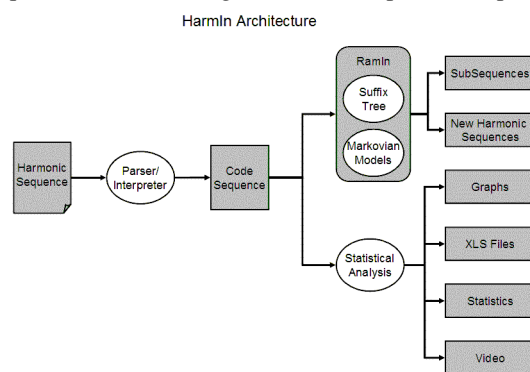 HarmIn Architecture
RamIn
Suffix
Tree
Markovian
Models
SubSequences
New Harmonic
Sequences
Harmonic
Sequence
Parser/
Interpreter
Code
Sequence
Graphs
XLS Files
Statistical
Analysis
Statistics
Video